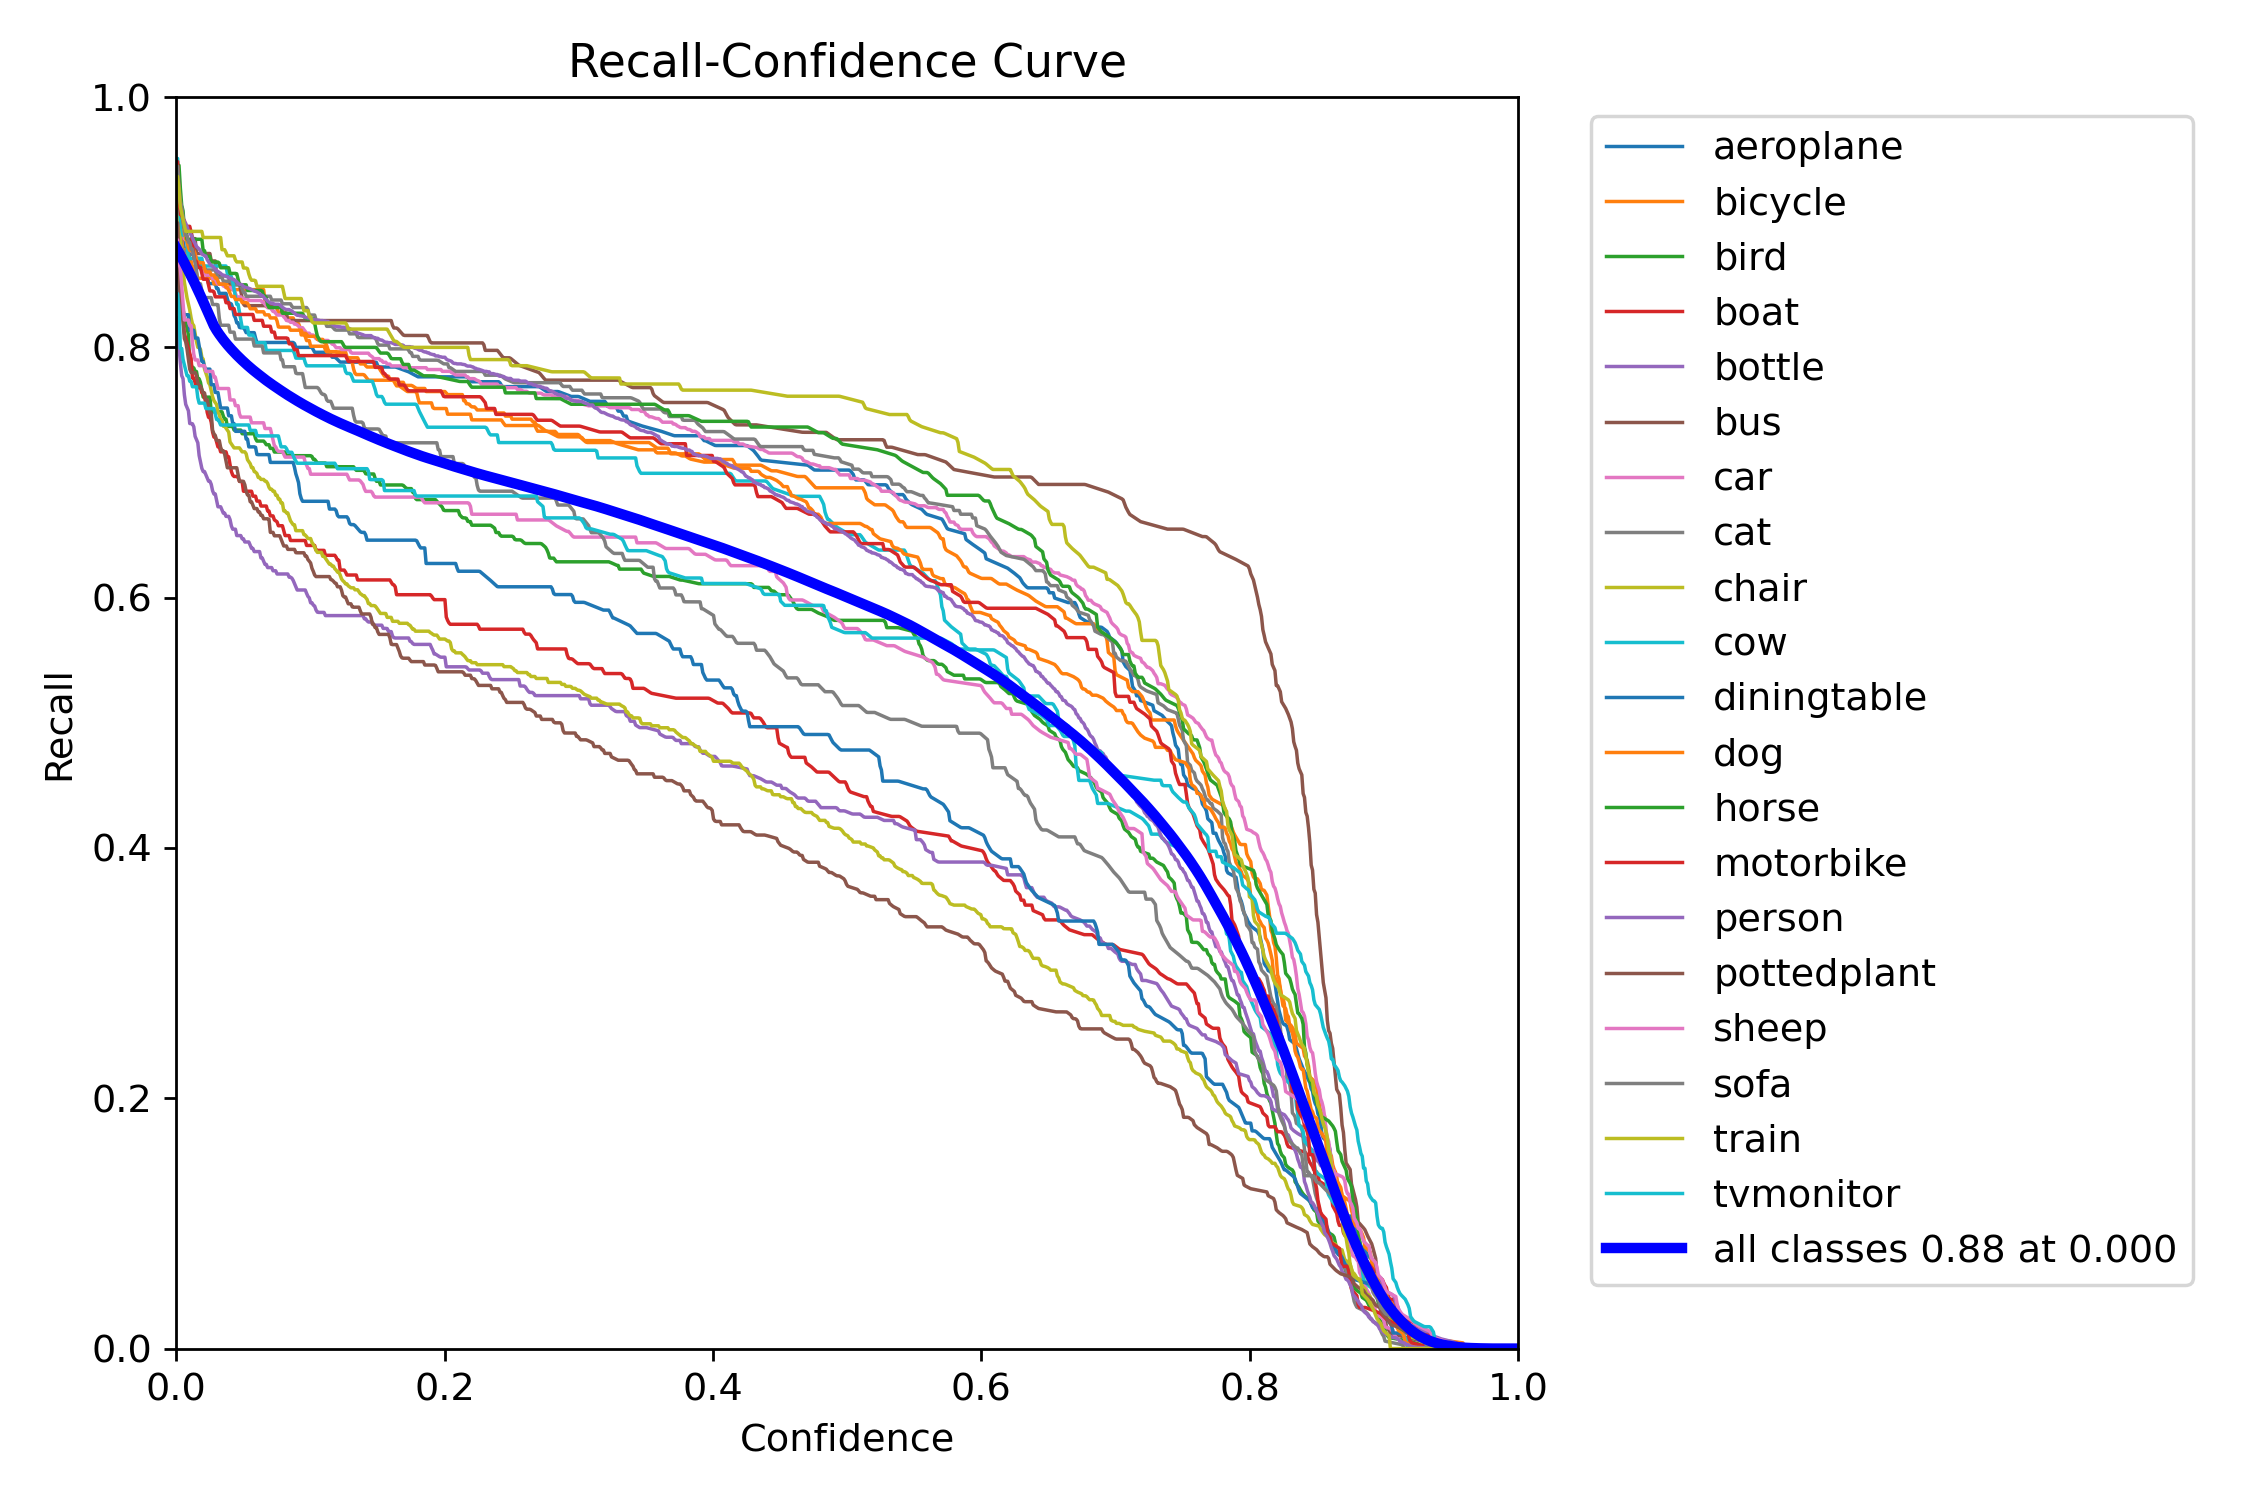 Recall-Confidence Curve
1.0
0.8
0.6
0.4
0.2
0.0
Recall
0.0 0.2 0.4 0.6 0.8 1.0
Confidence
aeroplane
bicycle
bird
boat
bottle
bus
car
cat
chair
cow
diningtable
dog
horse
motorbike
person
pottedplant
sheep
sofa
train
tvmonitor
all classes 0.88 at 0.000